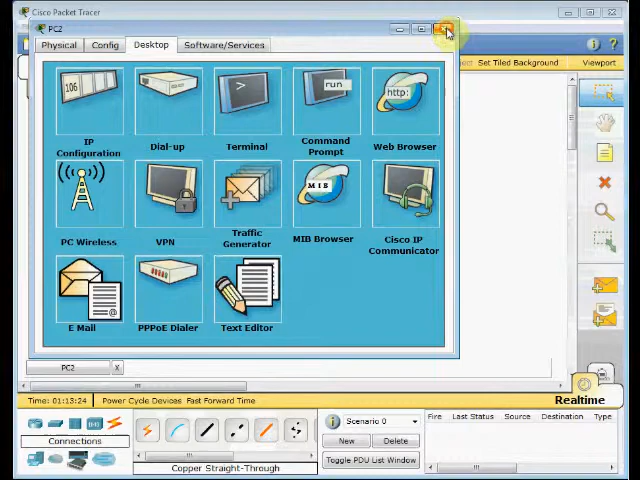 Cisco Packet Tracer
PC2
Physical
Config
Desktop
Software/Services
Set Tiled Background
Viewport
106
>
run
http:
IP
Configuration
Dial-up
Terminal
Command
Prompt
Web Browser
MIB
PC Wireless
VPN
Traffic
Generator
MIB Browser
Cisco IP
Communicator
E Mail
PPPoE Dialer
Text Editor
PC2
X
Realtime
Time: 01:13:24
Power Cycle Devices Fast Forward Time
Scenario 0
Fire
Last Status
Source
Destination
Type
Connections
New
Delete
Toggle PDU List Window
Copper Straight-Through